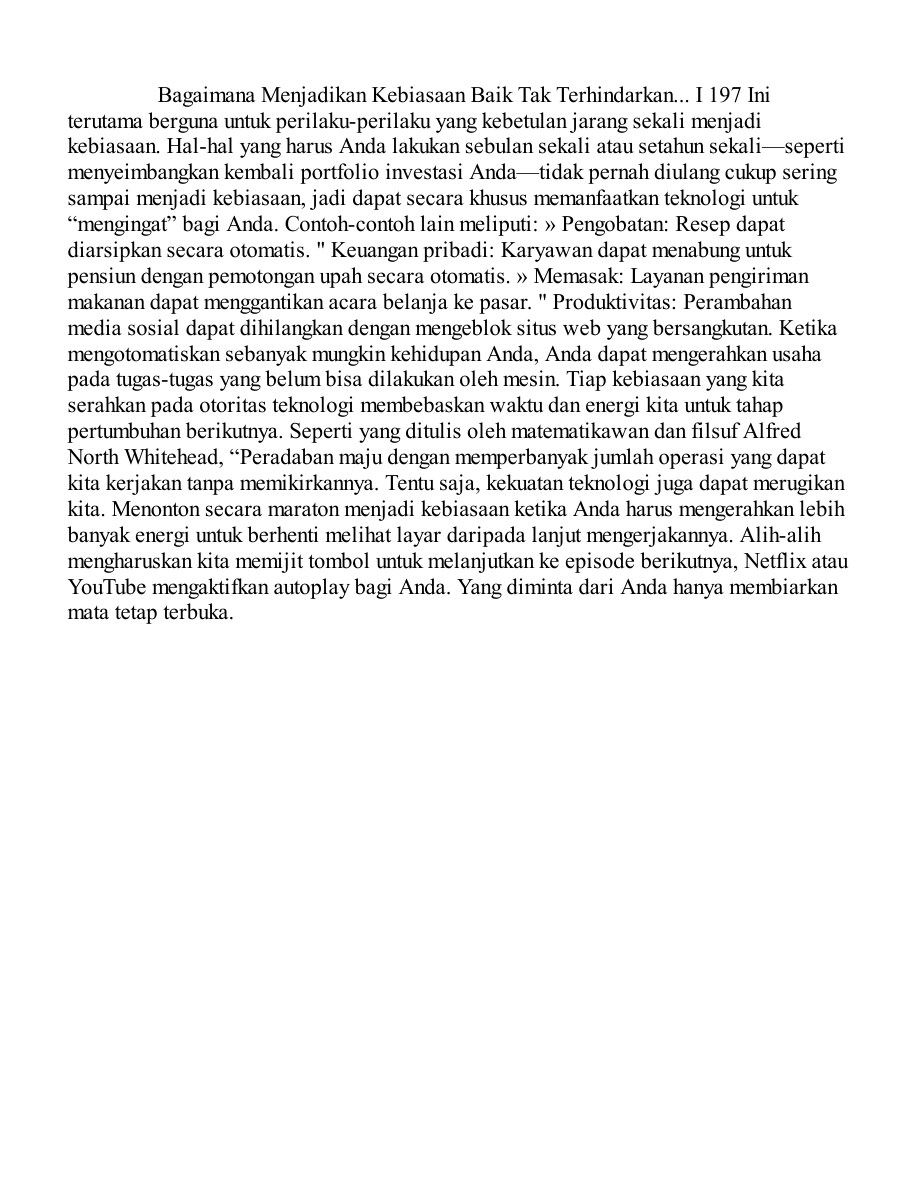 Bagaimana Menjadikan Kebiasaan Baik Tak Terhindarkan... I 197 Ini
terutama berguna untuk perilaku-perilaku yang kebetulan jarang sekali menjadi
kebiasaan. Hal-hal yang harus Anda lakukan sebulan sekali atau setahun sekali—seperti
menyeimbangkan kembali portfolio investasi Anda—tidak pernah diulang cukup sering
sampai menjadi kebiasaan, jadi dapat secara khusus memanfaatkan teknologi untuk
“mengingat” bagi Anda. Contoh-contoh lain meliputi: » Pengobatan: Resep dapat
diarsipkan secara otomatis. " Keuangan pribadi: Karyawan dapat menabung untuk
pensiun dengan pemotongan upah secara otomatis. » Memasak: Layanan pengiriman
makanan dapat menggantikan acara belanja ke pasar. " Produktivitas: Perambahan
media sosial dapat dihilangkan dengan mengeblok situs web yang bersangkutan. Ketika
mengotomatiskan sebanyak mungkin kehidupan Anda, Anda dapat mengerahkan usaha
pada tugas-tugas yang belum bisa dilakukan oleh mesin. Tiap kebiasaan yang kita
serahkan pada otoritas teknologi membebaskan waktu dan energi kita untuk tahap
pertumbuhan berikutnya. Seperti yang ditulis oleh matematikawan dan filsuf Alfred
North Whitehead, “Peradaban maju dengan memperbanyak jumlah operasi yang dapat
kita kerjakan tanpa memikirkannya. Tentu saja, kekuatan teknologi juga dapat merugikan
kita. Menonton secara maraton menjadi kebiasaan ketika Anda harus mengerahkan lebih
banyak energi untuk berhenti melihat layar daripada lanjut mengerjakannya. Alih-alih
mengharuskan kita memijit tombol untuk melanjutkan ke episode berikutnya, Netflix atau
YouTube mengaktifkan autoplay bagi Anda. Yang diminta dari Anda hanya membiarkan
mata tetap terbuka.